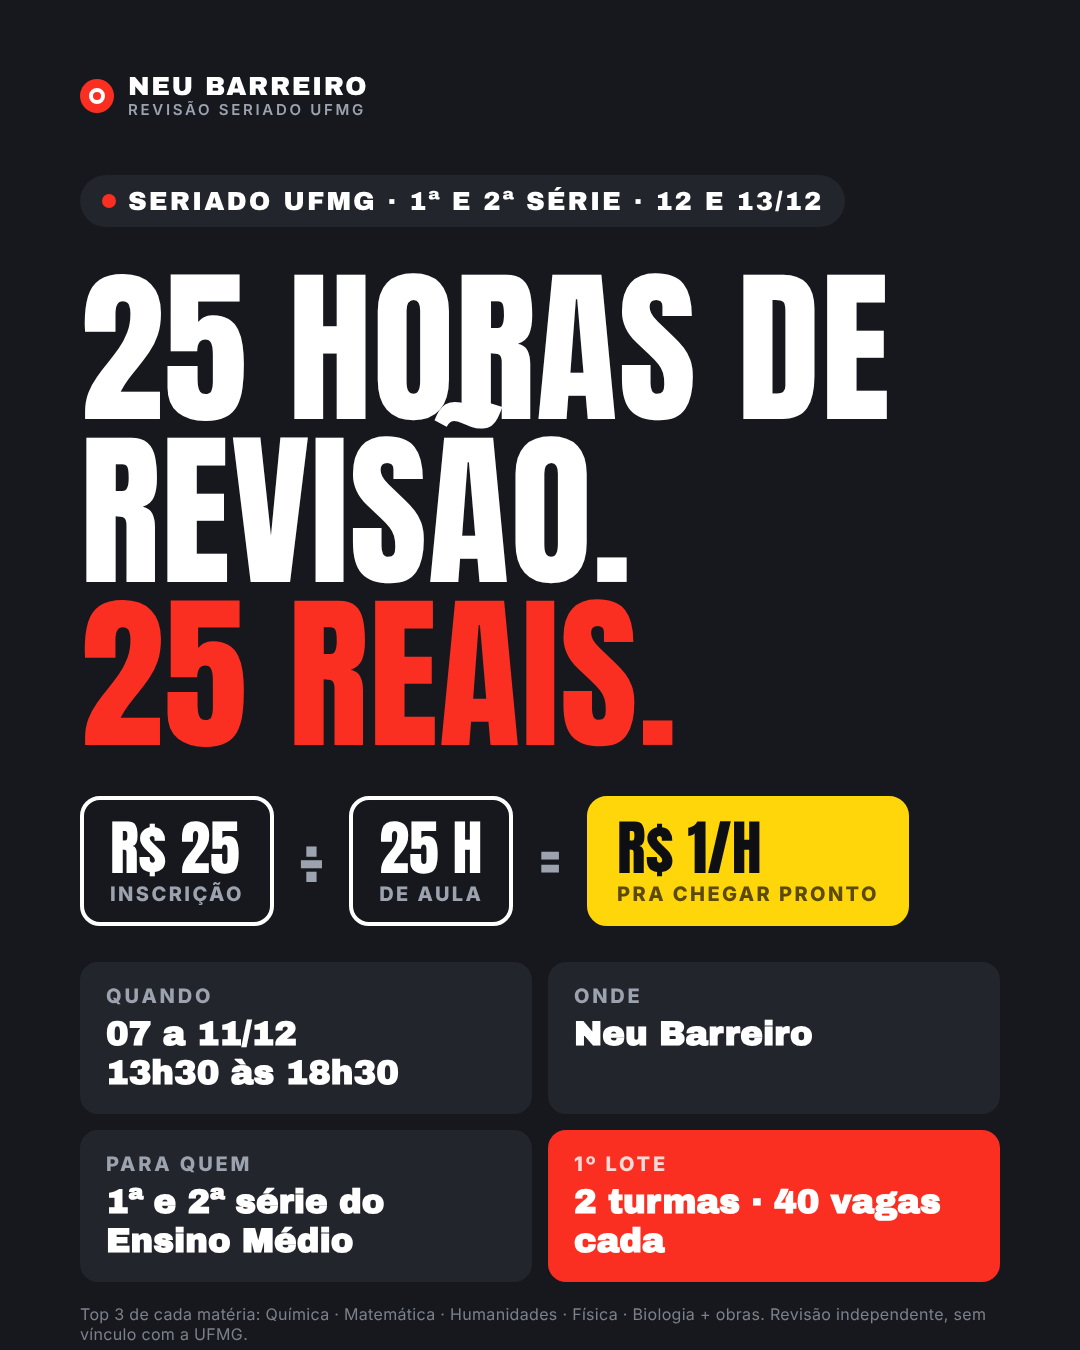 NEU BARREIRO
REVISÃO SERIADO UFMG
SERIADO UFMG · 1ª E 2ª SÉRIE · 12 E 13/12
25 HORAS DE
REVISÃO.
25 REAIS.
R$ 25
INSCRIÇÃO
÷
25 H
DE AULA
=
R$ 1/H
PRA CHEGAR PRONTO
QUANDO
07 a 11/12
13h30 às 18h30
ONDE
Neu Barreiro
PARA QUEM
1ª e 2ª série do
Ensino Médio
1º LOTE
2 turmas · 40 vagas
cada
Top 3 de cada matéria: Química · Matemática · Humanidades · Física · Biologia + obras. Revisão independente, sem
vínculo com a UFMG.